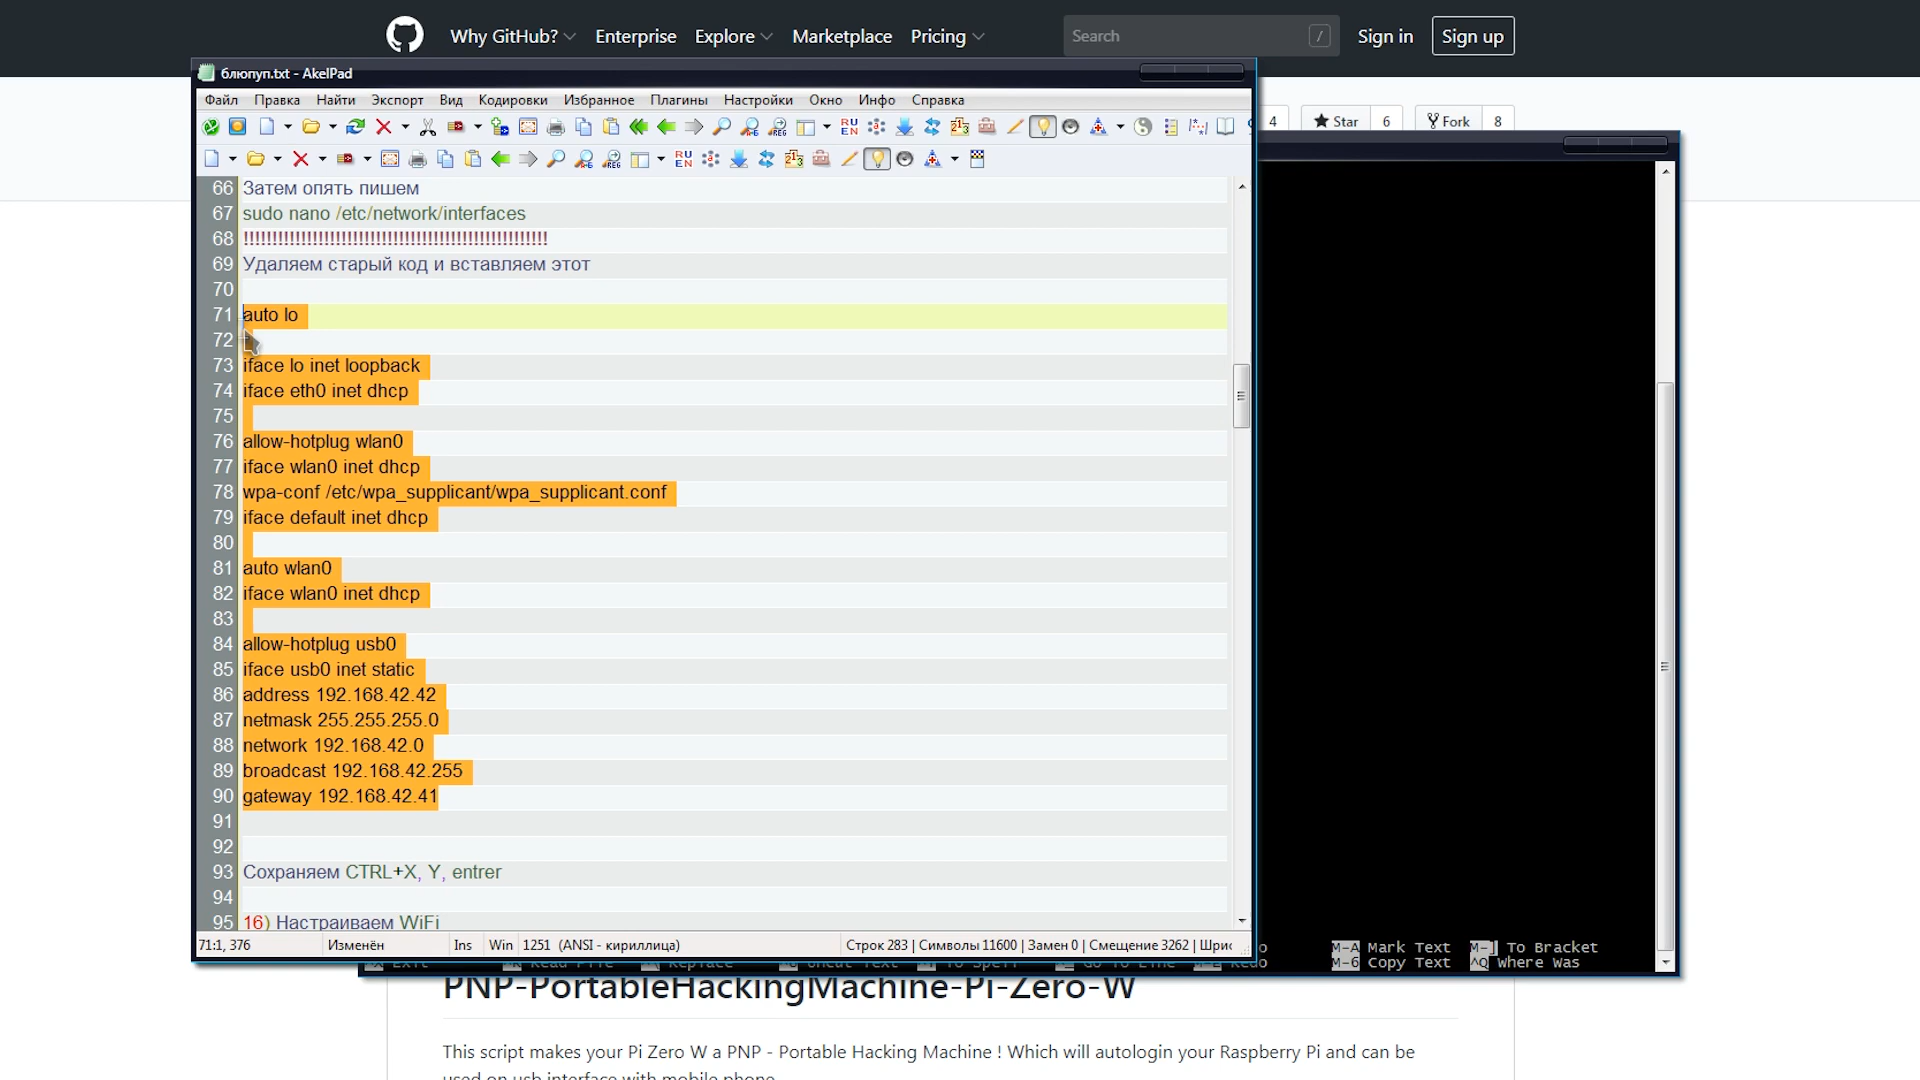 Why GitHub? Enterprise Explore Marketplace Pricing Search / Sign in Sign up
блюпуп.txt - AkelPad
Файл Правка Найти Экспорт Вид Кодировки Избранное Плагины Настройки Окно Инфо Справка
4 Star 6 Fork 8
66 Затем опять пишем
67 sudo nano /etc/network/interfaces
68 !!!!!!!!!!!!!!!!!!!!!!!!!!!!!!!!!!!!!!!!!!!!!!!!!!!!!
69 Удаляем старый код и вставляем этот
70
71 auto lo
72
73 iface lo inet loopback
74 iface eth0 inet dhcp
75
76 allow-hotplug wlan0
77 iface wlan0 inet dhcp
78 wpa-conf /etc/wpa_supplicant/wpa_supplicant.conf
79 iface default inet dhcp
80
81 auto wlan0
82 iface wlan0 inet dhcp
83
84 allow-hotplug usb0
85 iface usb0 inet static
86 address 192.168.42.42
87 netmask 255.255.255.0
88 network 192.168.42.0
89 broadcast 192.168.42.255
90 gateway 192.168.42.41
91
92
93 Сохраняем CTRL+X, Y, entrer
94
95 16) Настраиваем WiFi
71:1, 376 Изменён Ins Win 1251 (ANSI - кириллица) Строк 283 | Символы 11600 | Замен 0 | Смещение 3262 | Шрис
M-A Mark Text M-] To Bracket
M-6 Copy Text ^Q Where Was
PNP-PortableHackingMachine-Pi-Zero-W
This script makes your Pi Zero W a PNP - Portable Hacking Machine ! Which will autologin your Raspberry Pi and can be
used on usb interface with mobile phone